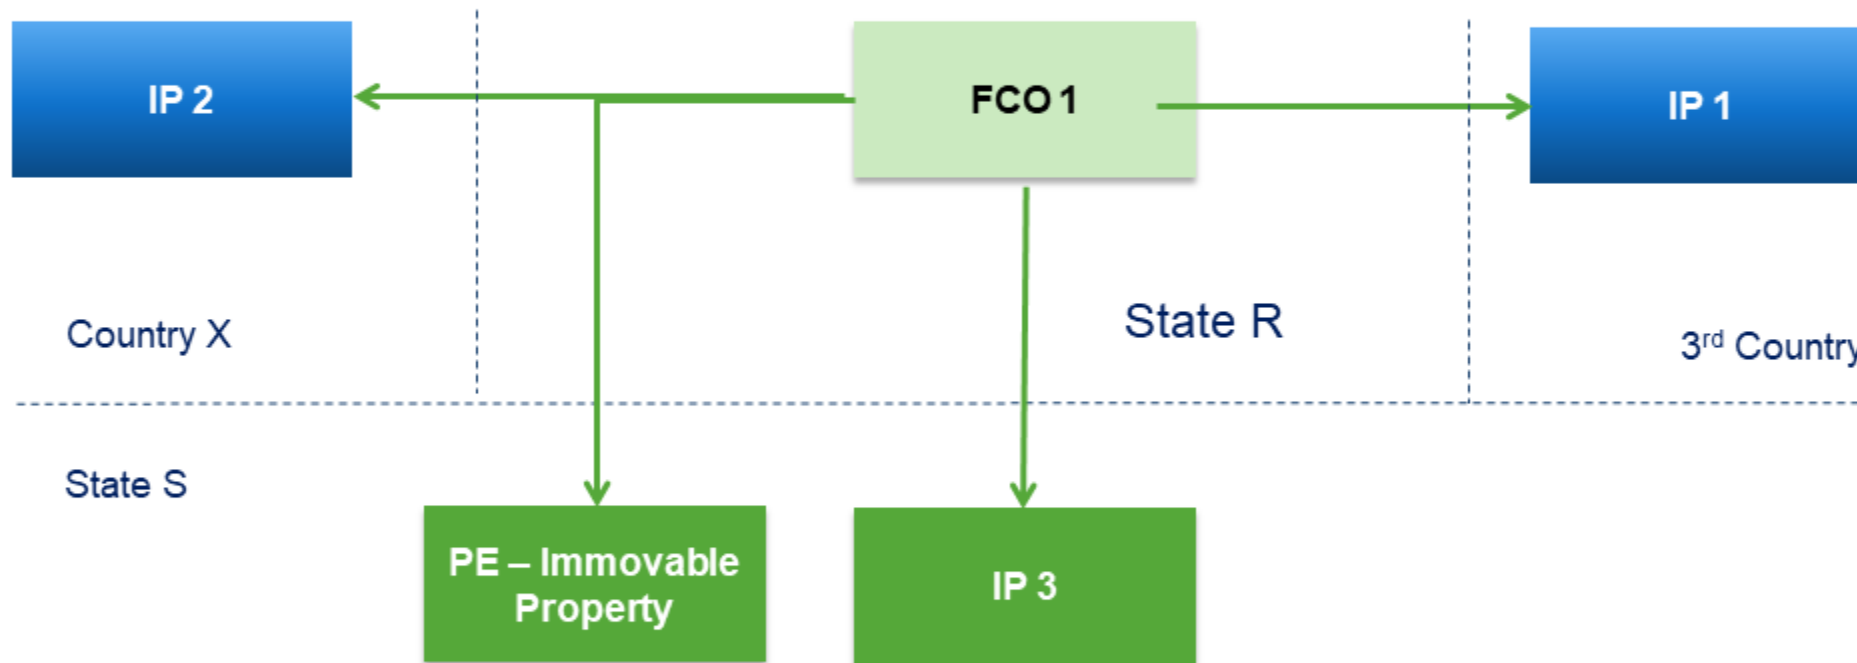 IP 2
FCO 1
IP 1
Country X
State R
3rd Country
State S
PE – Immovable
Property
IP 3